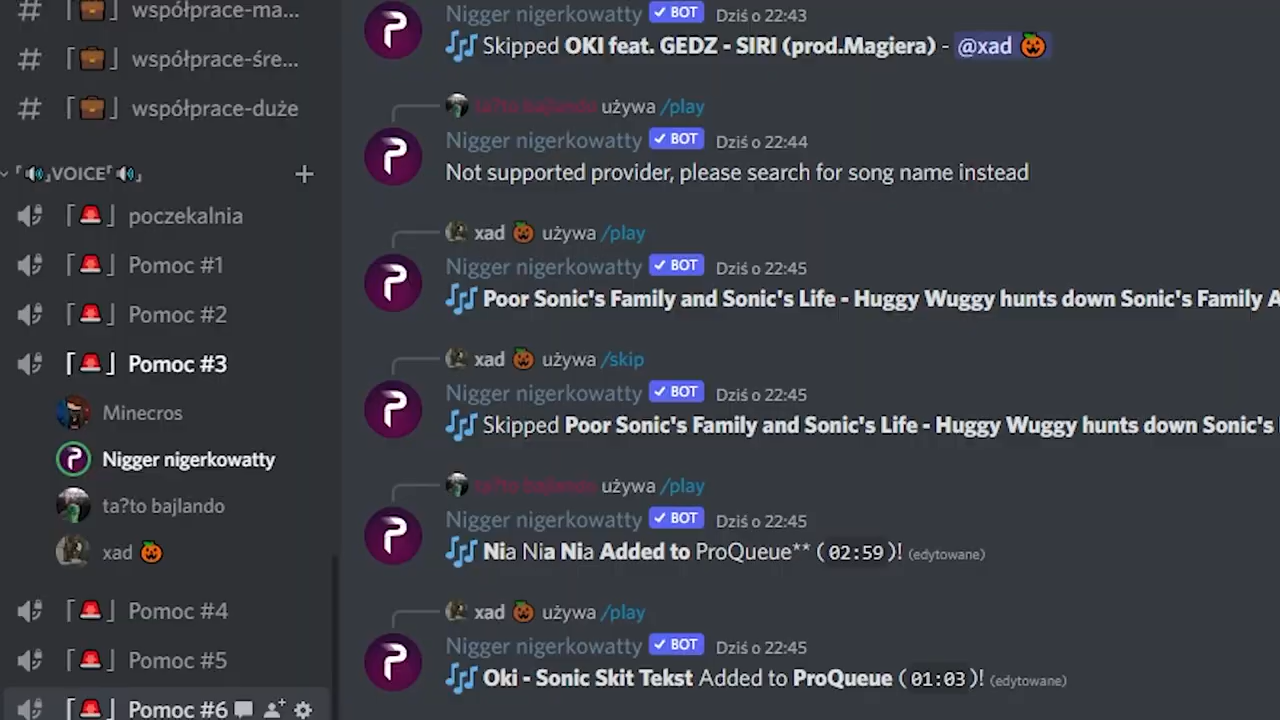 współprace-ma...
współprace-śre...
współprace-duże
VOICE
poczekalnia
Pomoc #1
Pomoc #2
Pomoc #3
Minecros
Nigger nigerkowatty
ta?to bajlando
xad
Pomoc #4
Pomoc #5
Pomoc #6
Nigger nigerkowatty BOT Dziś o 22:43
Skipped OKI feat. GEDZ - SIRI (prod.Magiera) - @xad
ta?to bajlando używa /play
Nigger nigerkowatty BOT Dziś o 22:44
Not supported provider, please search for song name instead
xad używa /play
Nigger nigerkowatty BOT Dziś o 22:45
Poor Sonic's Family and Sonic's Life - Huggy Wuggy hunts down Sonic's Family A
xad używa /skip
Nigger nigerkowatty BOT Dziś o 22:45
Skipped Poor Sonic's Family and Sonic's Life - Huggy Wuggy hunts down Sonic's
ta?to bajlando używa /play
Nigger nigerkowatty BOT Dziś o 22:45
Nia Nia Nia Added to ProQueue** (02:59)! (edytowane)
xad używa /play
Nigger nigerkowatty BOT Dziś o 22:45
Oki - Sonic Skit Tekst Added to ProQueue (01:03)! (edytowane)